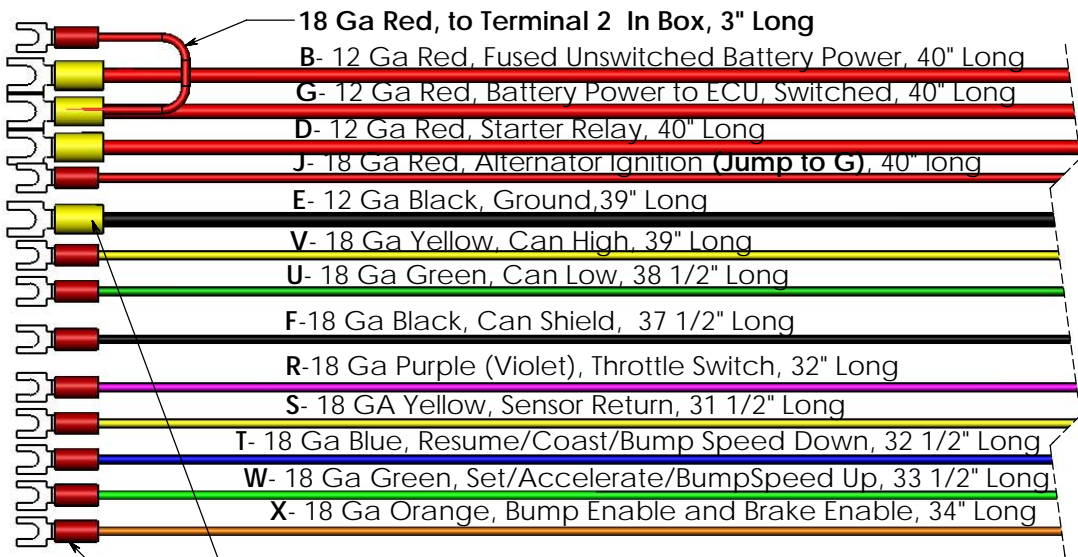 18 Ga Red, to Terminal 2 In Box, 3" Long
B- 12 Ga Red, Fused Unswitched Battery Power, 40" Long
G- 12 Ga Red, Battery Power to ECU, Switched, 40" Long
D- 12 Ga Red, Starter Relay, 40" Long
J- 18 Ga Red, Alternator Ignition (Jump to G), 40" long
E- 12 Ga Black, Ground,39" Long
V- 18 Ga Yellow, Can High, 39" Long
U- 18 Ga Green, Can Low, 38 1/2" Long
F-18 Ga Black, Can Shield, 37 1/2" Long
R-18 Ga Purple (Violet), Throttle Switch, 32" Long
S- 18 GA Yellow, Sensor Return, 31 1/2" Long
T- 18 Ga Blue, Resume/Coast/Bump Speed Down, 32 1/2" Long
W- 18 Ga Green, Set/Accelerate/BumpSpeed Up, 33 1/2" Long
X- 18 Ga Orange, Bump Enable and Brake Enable, 34" Long